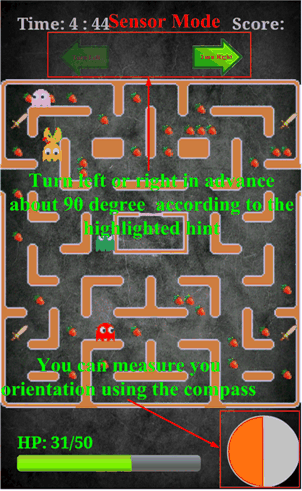 Time: 4 : 44 Sensor Mode Score:
Turn Right
Turn left or right in advance
about 90 degree according to the
highlighted hint
You can measure you
orientation using the compass
HP: 31/50